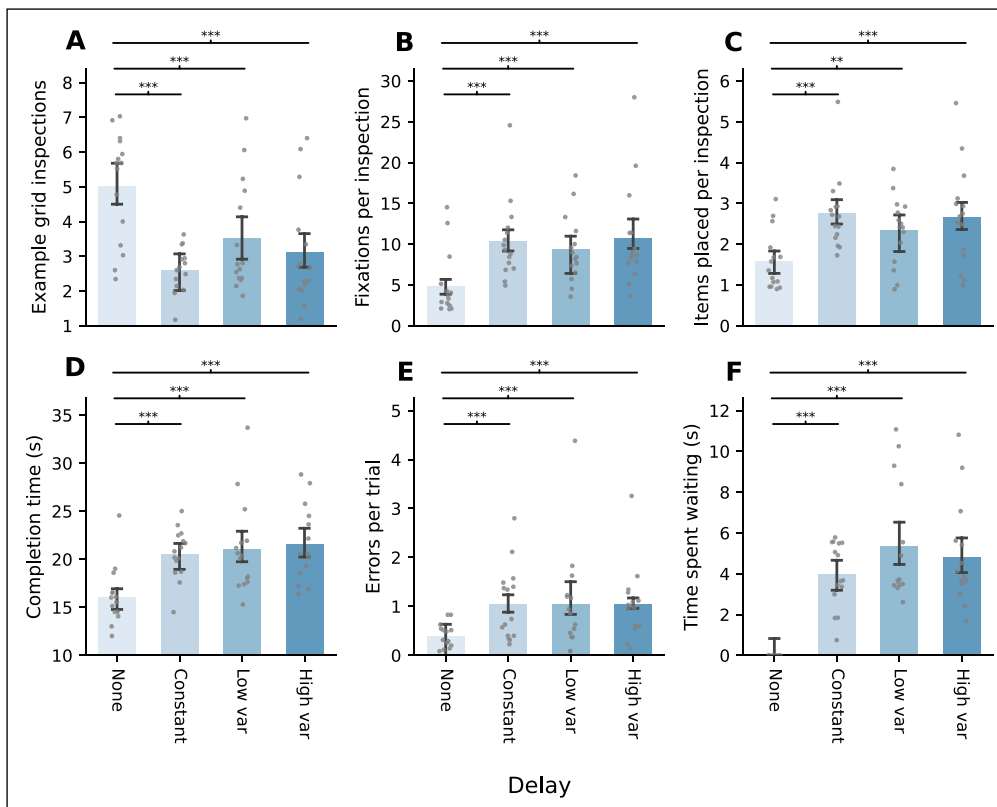 A
***
***
***
Example grid inspections
8
7
6
5
4
3
2
1
B
***
***
***
Fixations per inspection
30
25
20
15
10
5
0
C
***
**
***
Items placed per inspection
6
5
4
3
2
1
0
D
***
***
***
Completion time (s)
35
30
25
20
15
10
None
Constant
Low var
High var
E
***
***
***
Errors per trial
5
4
3
2
1
0
None
Constant
Low var
High var
F
***
***
***
Time spent waiting (s)
12
10
8
6
4
2
0
None
Constant
Low var
High var
Delay